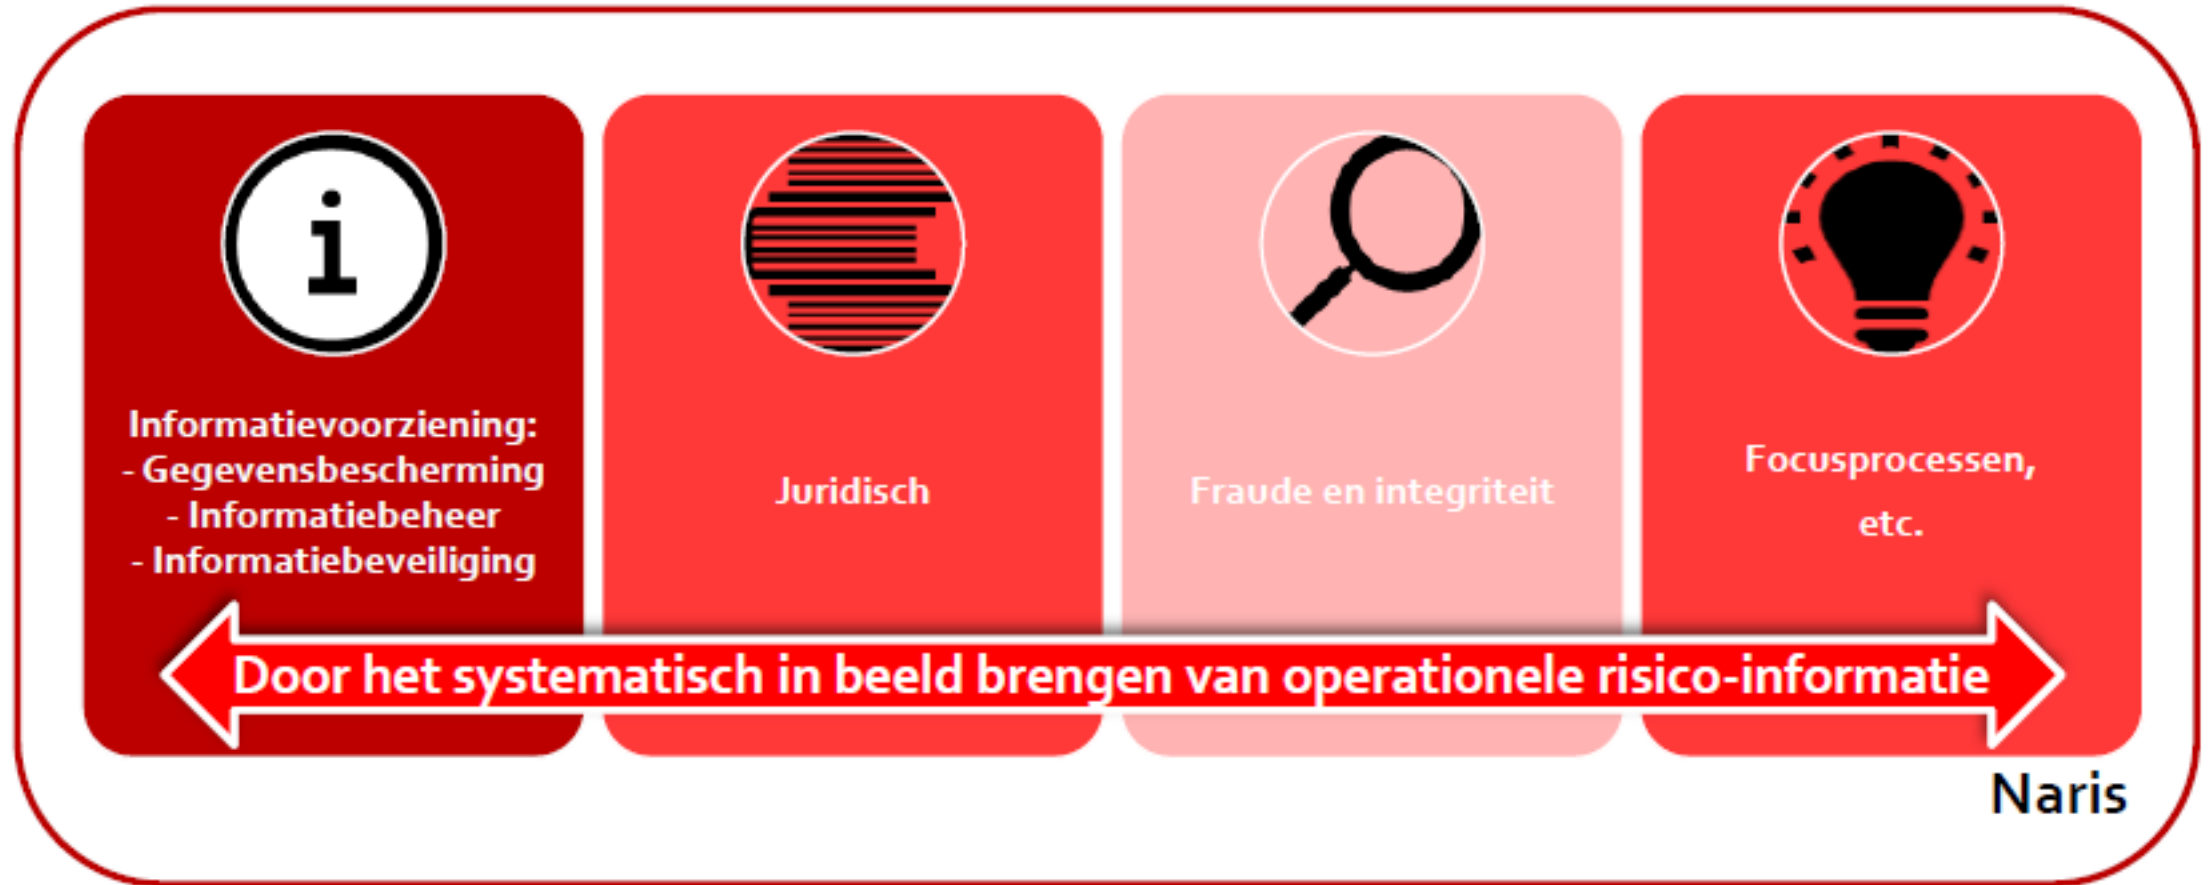 i
Informatievoorziening:
- Gegevensbescherming
- Informatiebeheer
- Informatiebeveiliging
Juridisch
Fraude en integriteit
Focusprocessen,
etc.
Door het systematisch in beeld brengen van operationele risico-informatie
Naris